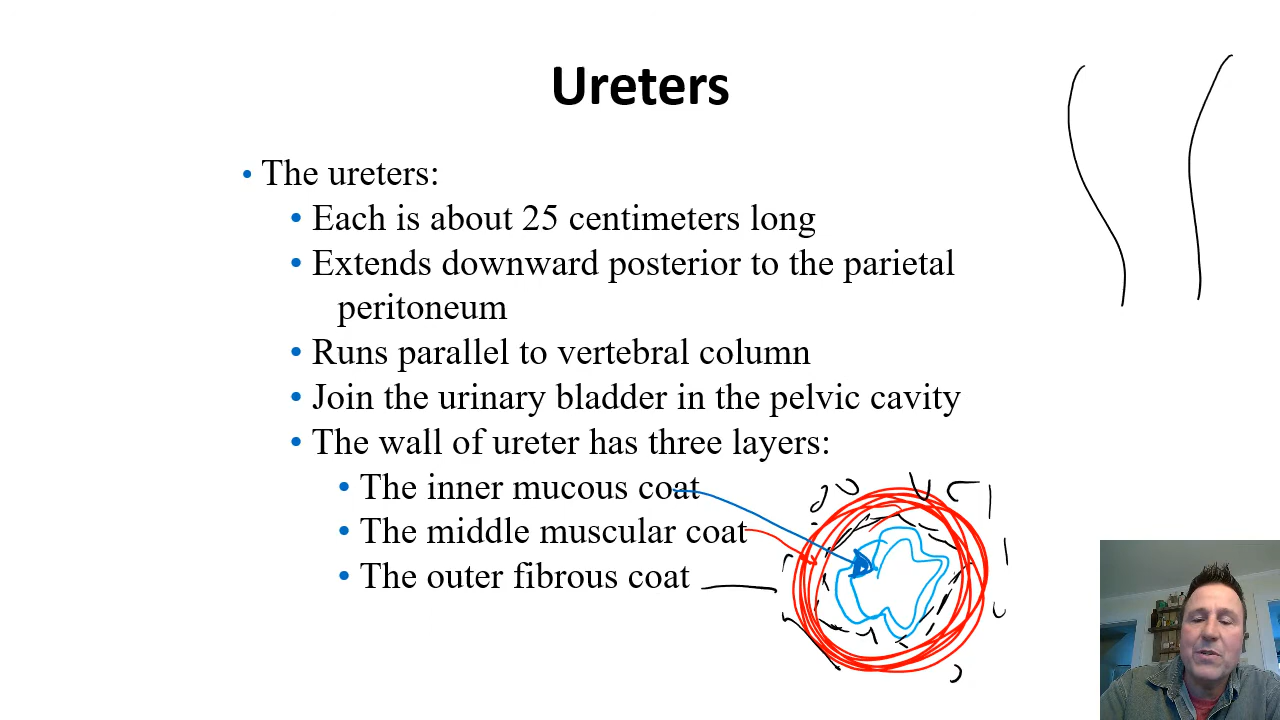 Ureters
• The ureters:
• Each is about 25 centimeters long
• Extends downward posterior to the parietal
peritoneum
• Runs parallel to vertebral column
• Join the urinary bladder in the pelvic cavity
• The wall of ureter has three layers:
• The inner mucous coat
• The middle muscular coat
• The outer fibrous coat